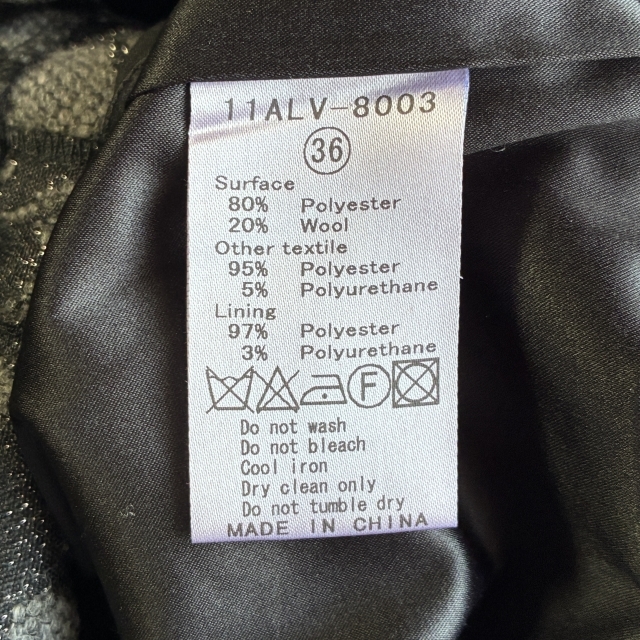 11ALV-8003
36
Surface
80% Polyester
20% Wool
Other textile
95% Polyester
5% Polyurethane
Lining
97% Polyester
3% Polyurethane
F
Do not wash
Do not bleach
Cool iron
Dry clean only
Do not tumble dry
MADE IN CHINA